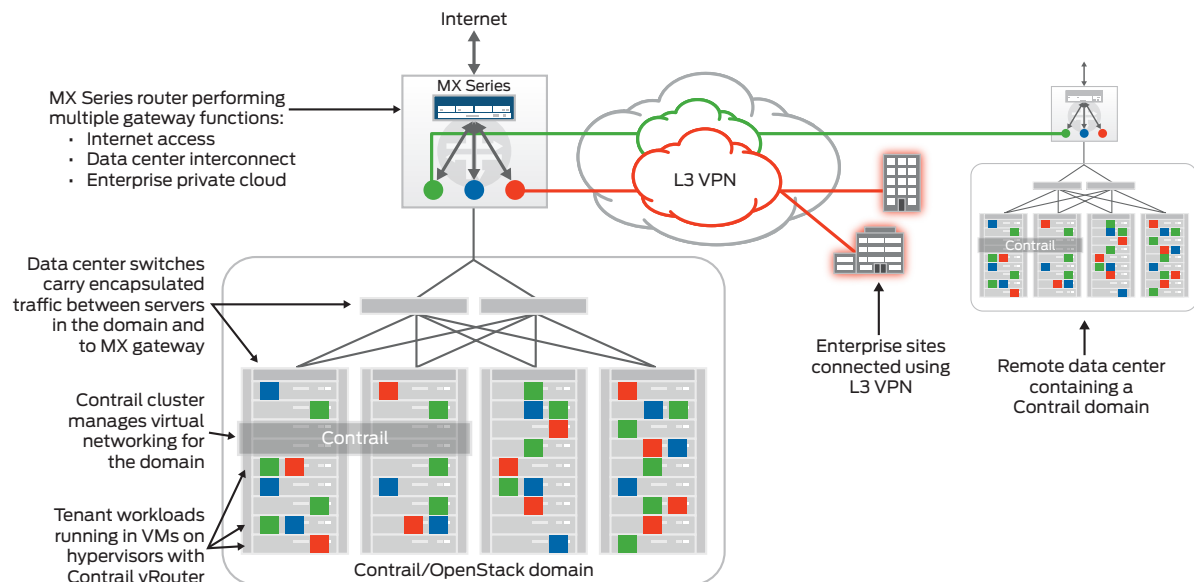 Internet
MX Series
MX Series router performing
multiple gateway functions:
· Internet access
· Data center interconnect
· Enterprise private cloud
L3 VPN
Contrail
Data center switches
carry encapsulated
traffic between servers
in the domain and
to MX gateway
Enterprise sites
connected using
L3 VPN
Remote data center
containing a
Contrail domain
Contrail cluster
manages virtual
networking for
the domain
Contrail
Tenant workloads
running in VMs on
hypervisors with
Contrail vRouter
Contrail/OpenStack domain